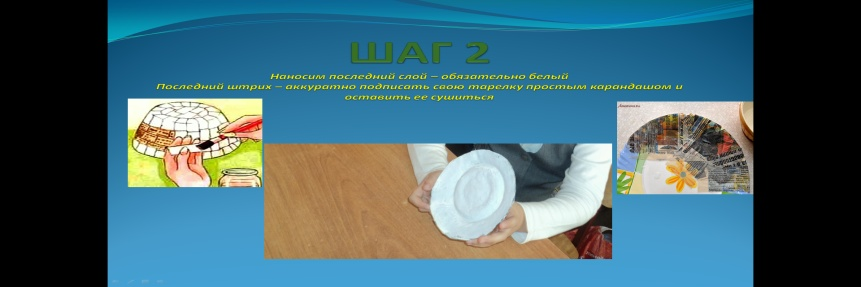 ШАГ 2
Наносим последний слой – обязательно белый
Последний штрих – аккуратно подписать свою тарелку простым карандашом и
оставить ее сушиться